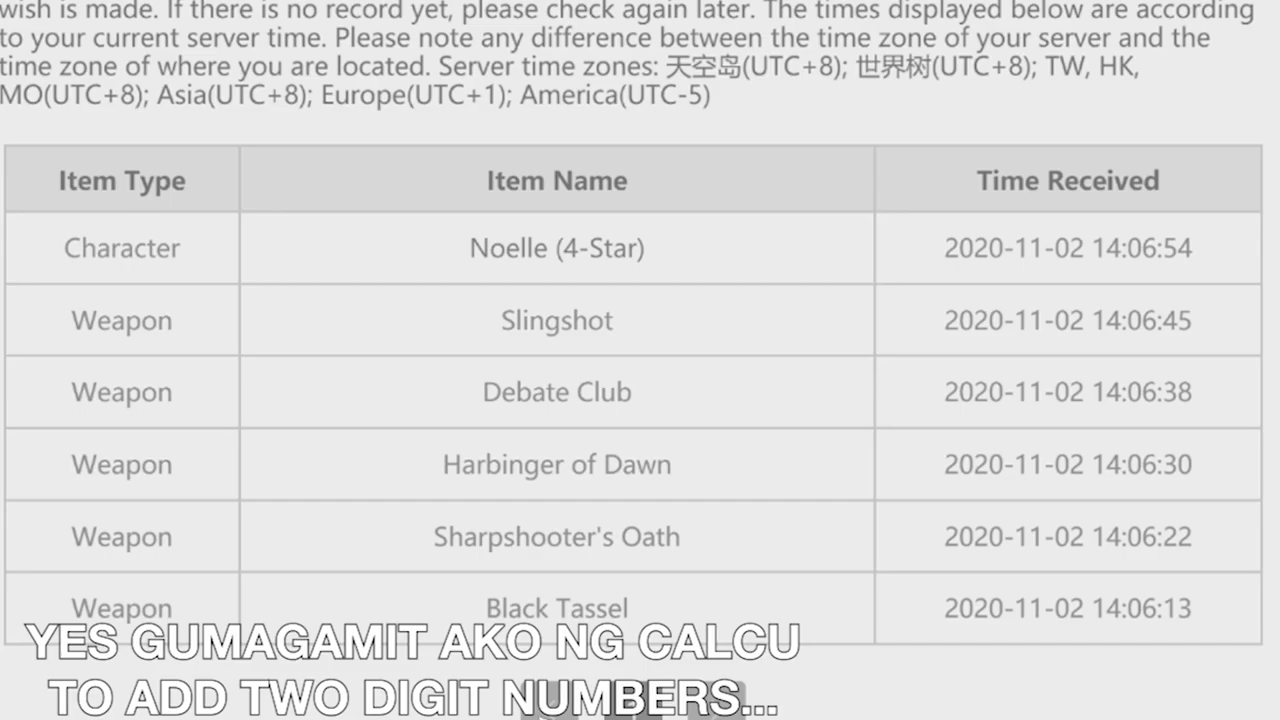 wish is made. If there is no record yet, please check again later. The times displayed below are according
to your current server time. Please note any difference between the time zone of your server and the
time zone of where you are located. Server time zones: 天空岛(UTC+8); 世界树(UTC+8); TW, HK,
MO(UTC+8); Asia(UTC+8); Europe(UTC+1); America(UTC-5)
Item Type Item Name Time Received
Character Noelle (4-Star) 2020-11-02 14:06:54
Weapon Slingshot 2020-11-02 14:06:45
Weapon Debate Club 2020-11-02 14:06:38
Weapon Harbinger of Dawn 2020-11-02 14:06:30
Weapon Sharpshooter's Oath 2020-11-02 14:06:22
Weapon Black Tassel 2020-11-02 14:06:13
YES GUMAGAMIT AKO NG CALCU
TO ADD TWO DIGIT NUMBERS...